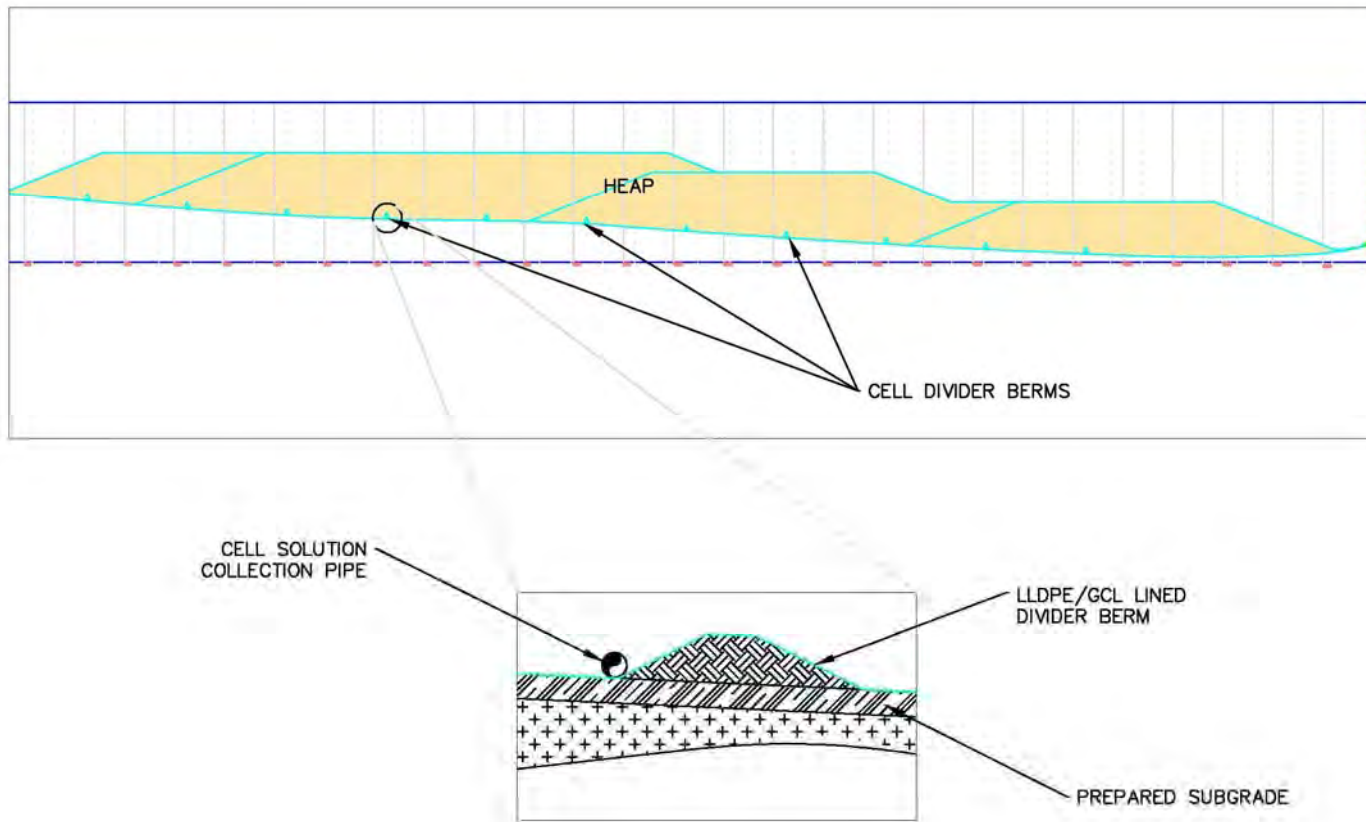 HEAP
CELL DIVIDER BERMS
CELL SOLUTION
COLLECTION PIPE
LLDPE/GCL LINED
DIVIDER BERM
PREPARED SUBGRADE